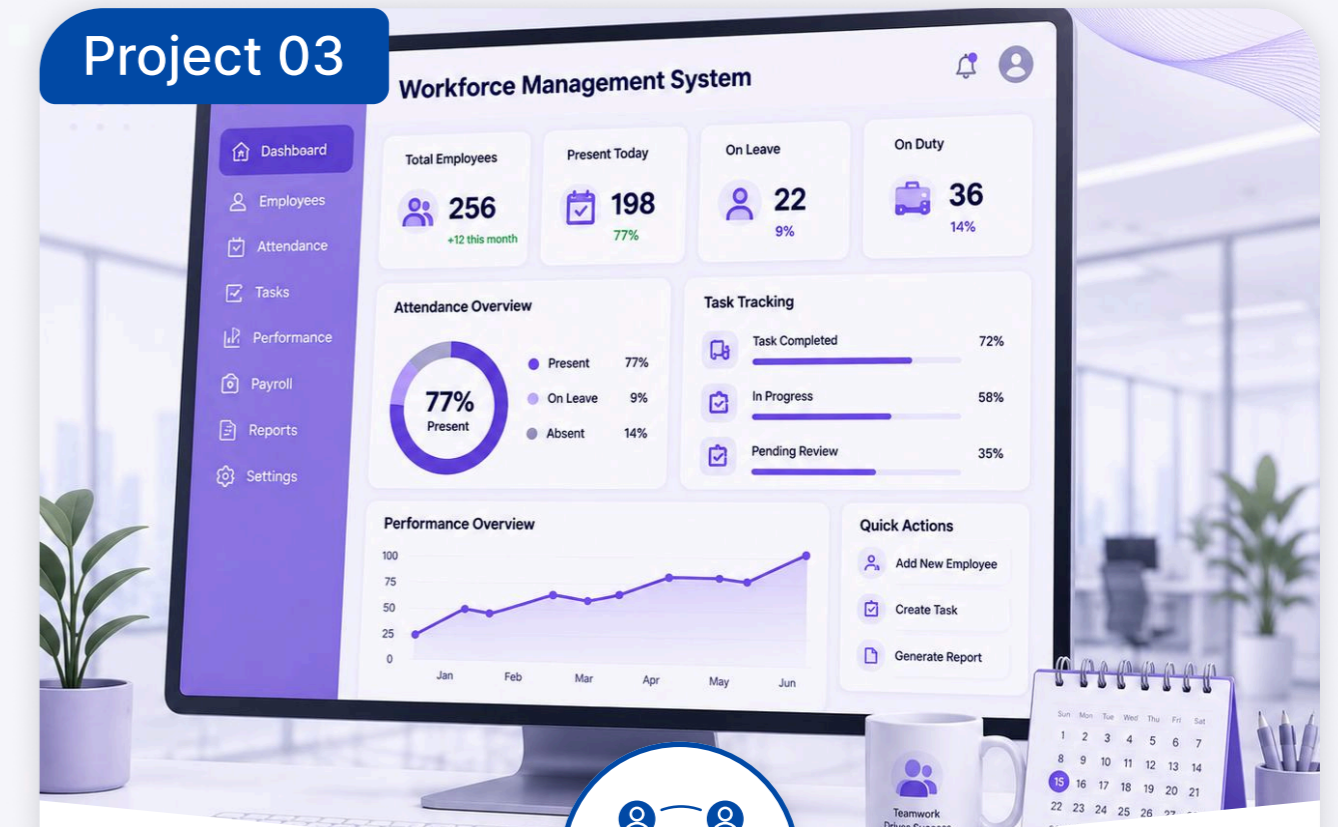 Project 03
Workforce Management System
Dashboard
Employees
Attendance
Tasks
Performance
Payroll
Reports
Settings
Total Employees
256
+12 this month
Present Today
198
77%
On Leave
22
9%
On Duty
36
14%
Attendance Overview
77%
Present
Present 77%
On Leave 9%
Absent 14%
Task Tracking
Task Completed 72%
In Progress 58%
Pending Review 35%
Performance Overview
100
75
50
25
0
Jan Feb Mar Apr May Jun
Quick Actions
Add New Employee
Create Task
Generate Report
Teamwork
Sun Mon Tue Wed Thu Fri Sat
1 2 3 4 5 6 7
8 9 10 11 12 13 14
15 16 17 18 19 20 21
22 23 24 25 26